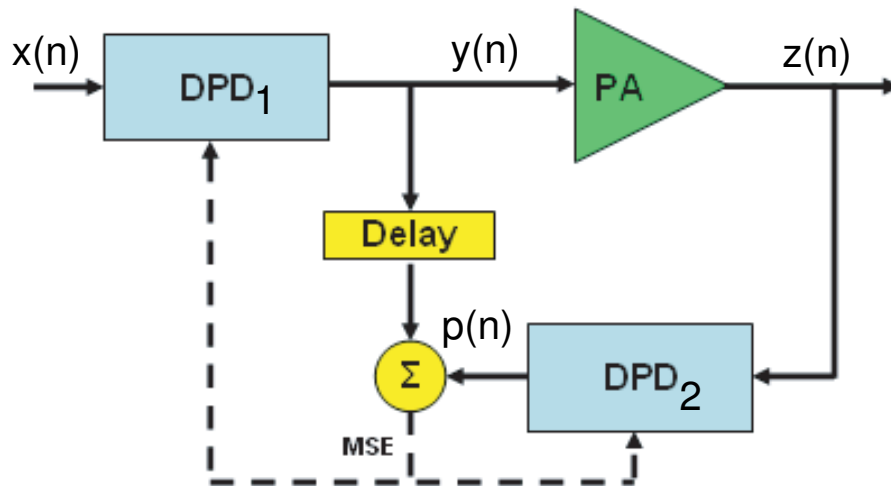 x(n)
DPD1
y(n)
PA
z(n)
Delay
p(n)
Σ
DPD2
MSE